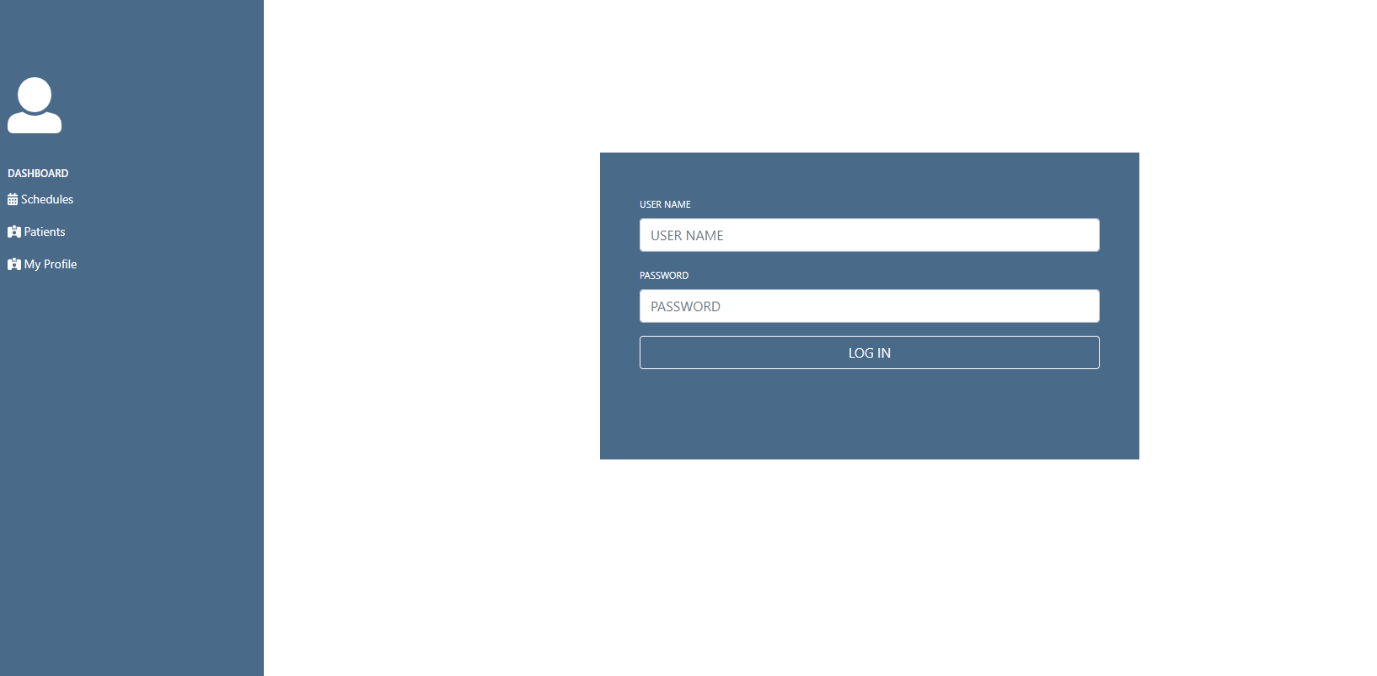 DASHBOARD
Schedules
Patients
My Profile
USER NAME
USER NAME
PASSWORD
PASSWORD
LOG IN